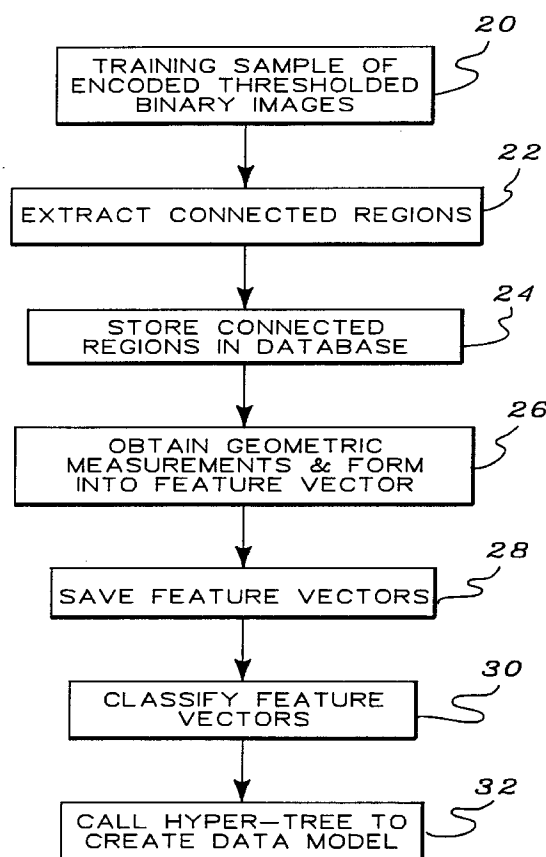 20
TRAINING SAMPLE OF
ENCODED THRESHOLDED
BINARY IMAGES
22
EXTRACT CONNECTED REGIONS
24
STORE CONNECTED
REGIONS IN DATABASE
26
OBTAIN GEOMETRIC
MEASUREMENTS & FORM
INTO FEATURE VECTOR
28
SAVE FEATURE VECTORS
30
CLASSIFY FEATURE
VECTORS
32
CALL HYPER-TREE TO
CREATE DATA MODEL